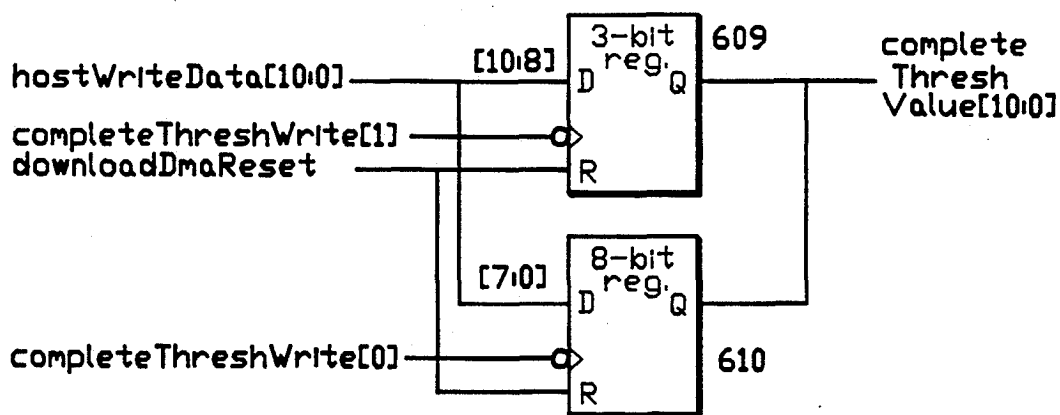 3-bit
reg.
609
complete
Thresh
Value[10:0]
hostWriteData[10:0]
[10:8]
D
Q
completeThreshWrite[1]
downloadDmaReset
R
8-bit
reg.
[7:0]
D
Q
completeThreshWrite[0]
610
R